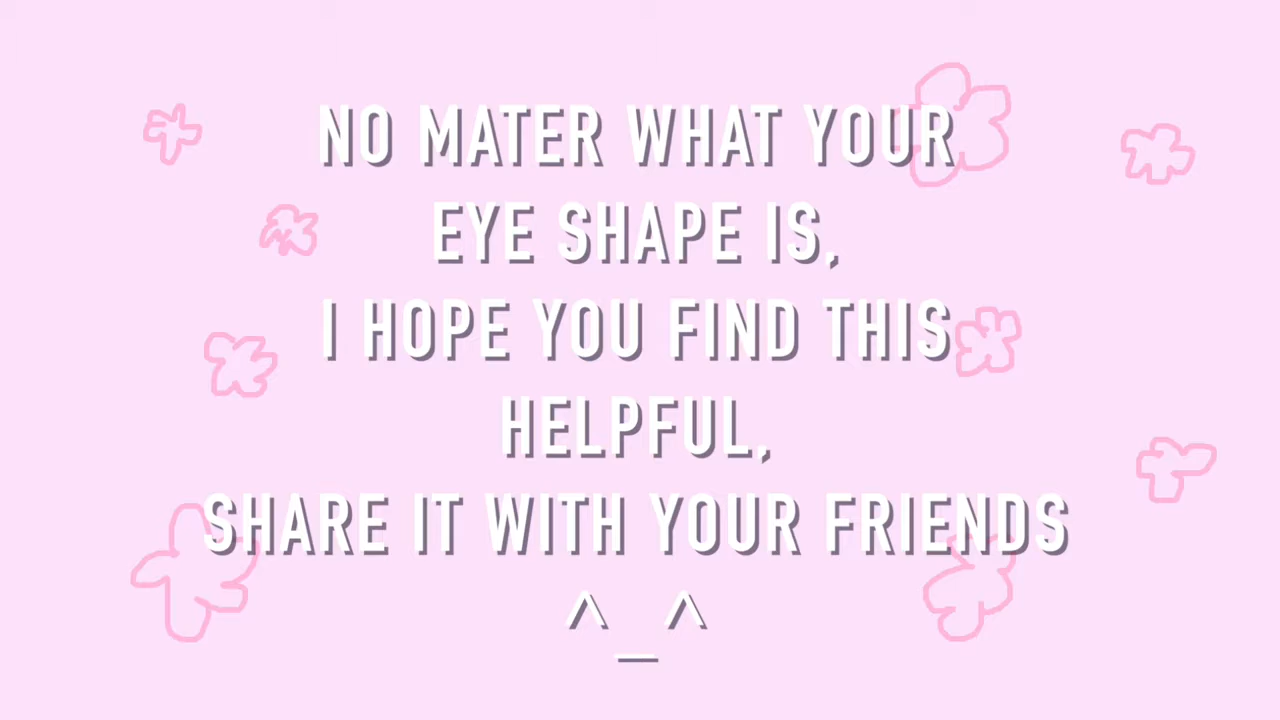 NO MATER WHAT YOUR
EYE SHAPE IS,
I HOPE YOU FIND THIS
HELPFUL,
SHARE IT WITH YOUR FRIENDS
^_^